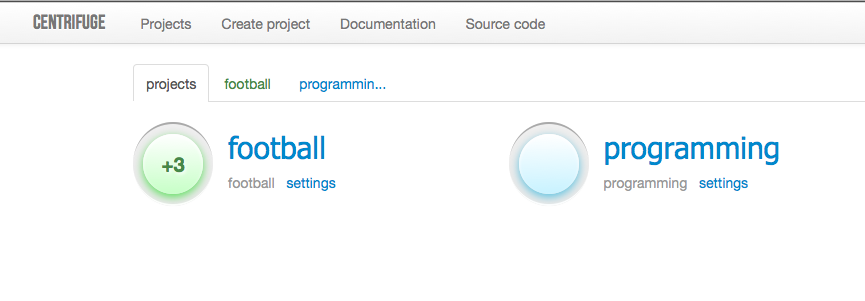 CENTRIFUGE Projects Create project Documentation Source code
projects football programmin...
+3 football programming
football settings programming settings